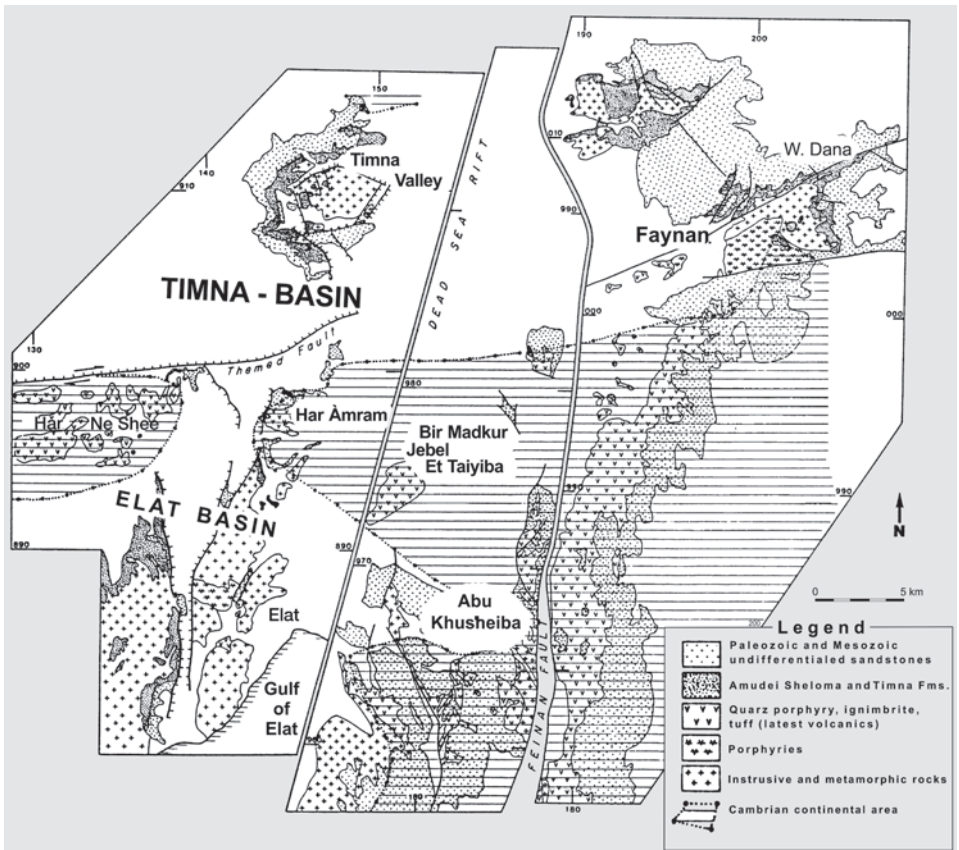 190
200
150
140
910
010
W. Dana
Timna
Valley
DEAD SEA RIFT
990
Faynan
TIMNA - BASIN
000
000
130
900
Themed Fault
980
Har Àmram
Har Ne Shee
Bir Madkur
Jebel
Et Taiyiba
ELAT BASIN
990
890
890
970
N
Abu
Khusheiba
0 5 km
Elat
Gulf
of
Elat
FEINAN FAULT
200
180
180
Legend
Paleozoic and Mesozoic
undifferentialed sandstones
Amudei Sheloma and Timna Fms.
Quarz porphyry, ignimbrite,
tuff (latest volcanics)
Porphyries
Instrusive and metamorphic rocks
Cambrian continental area